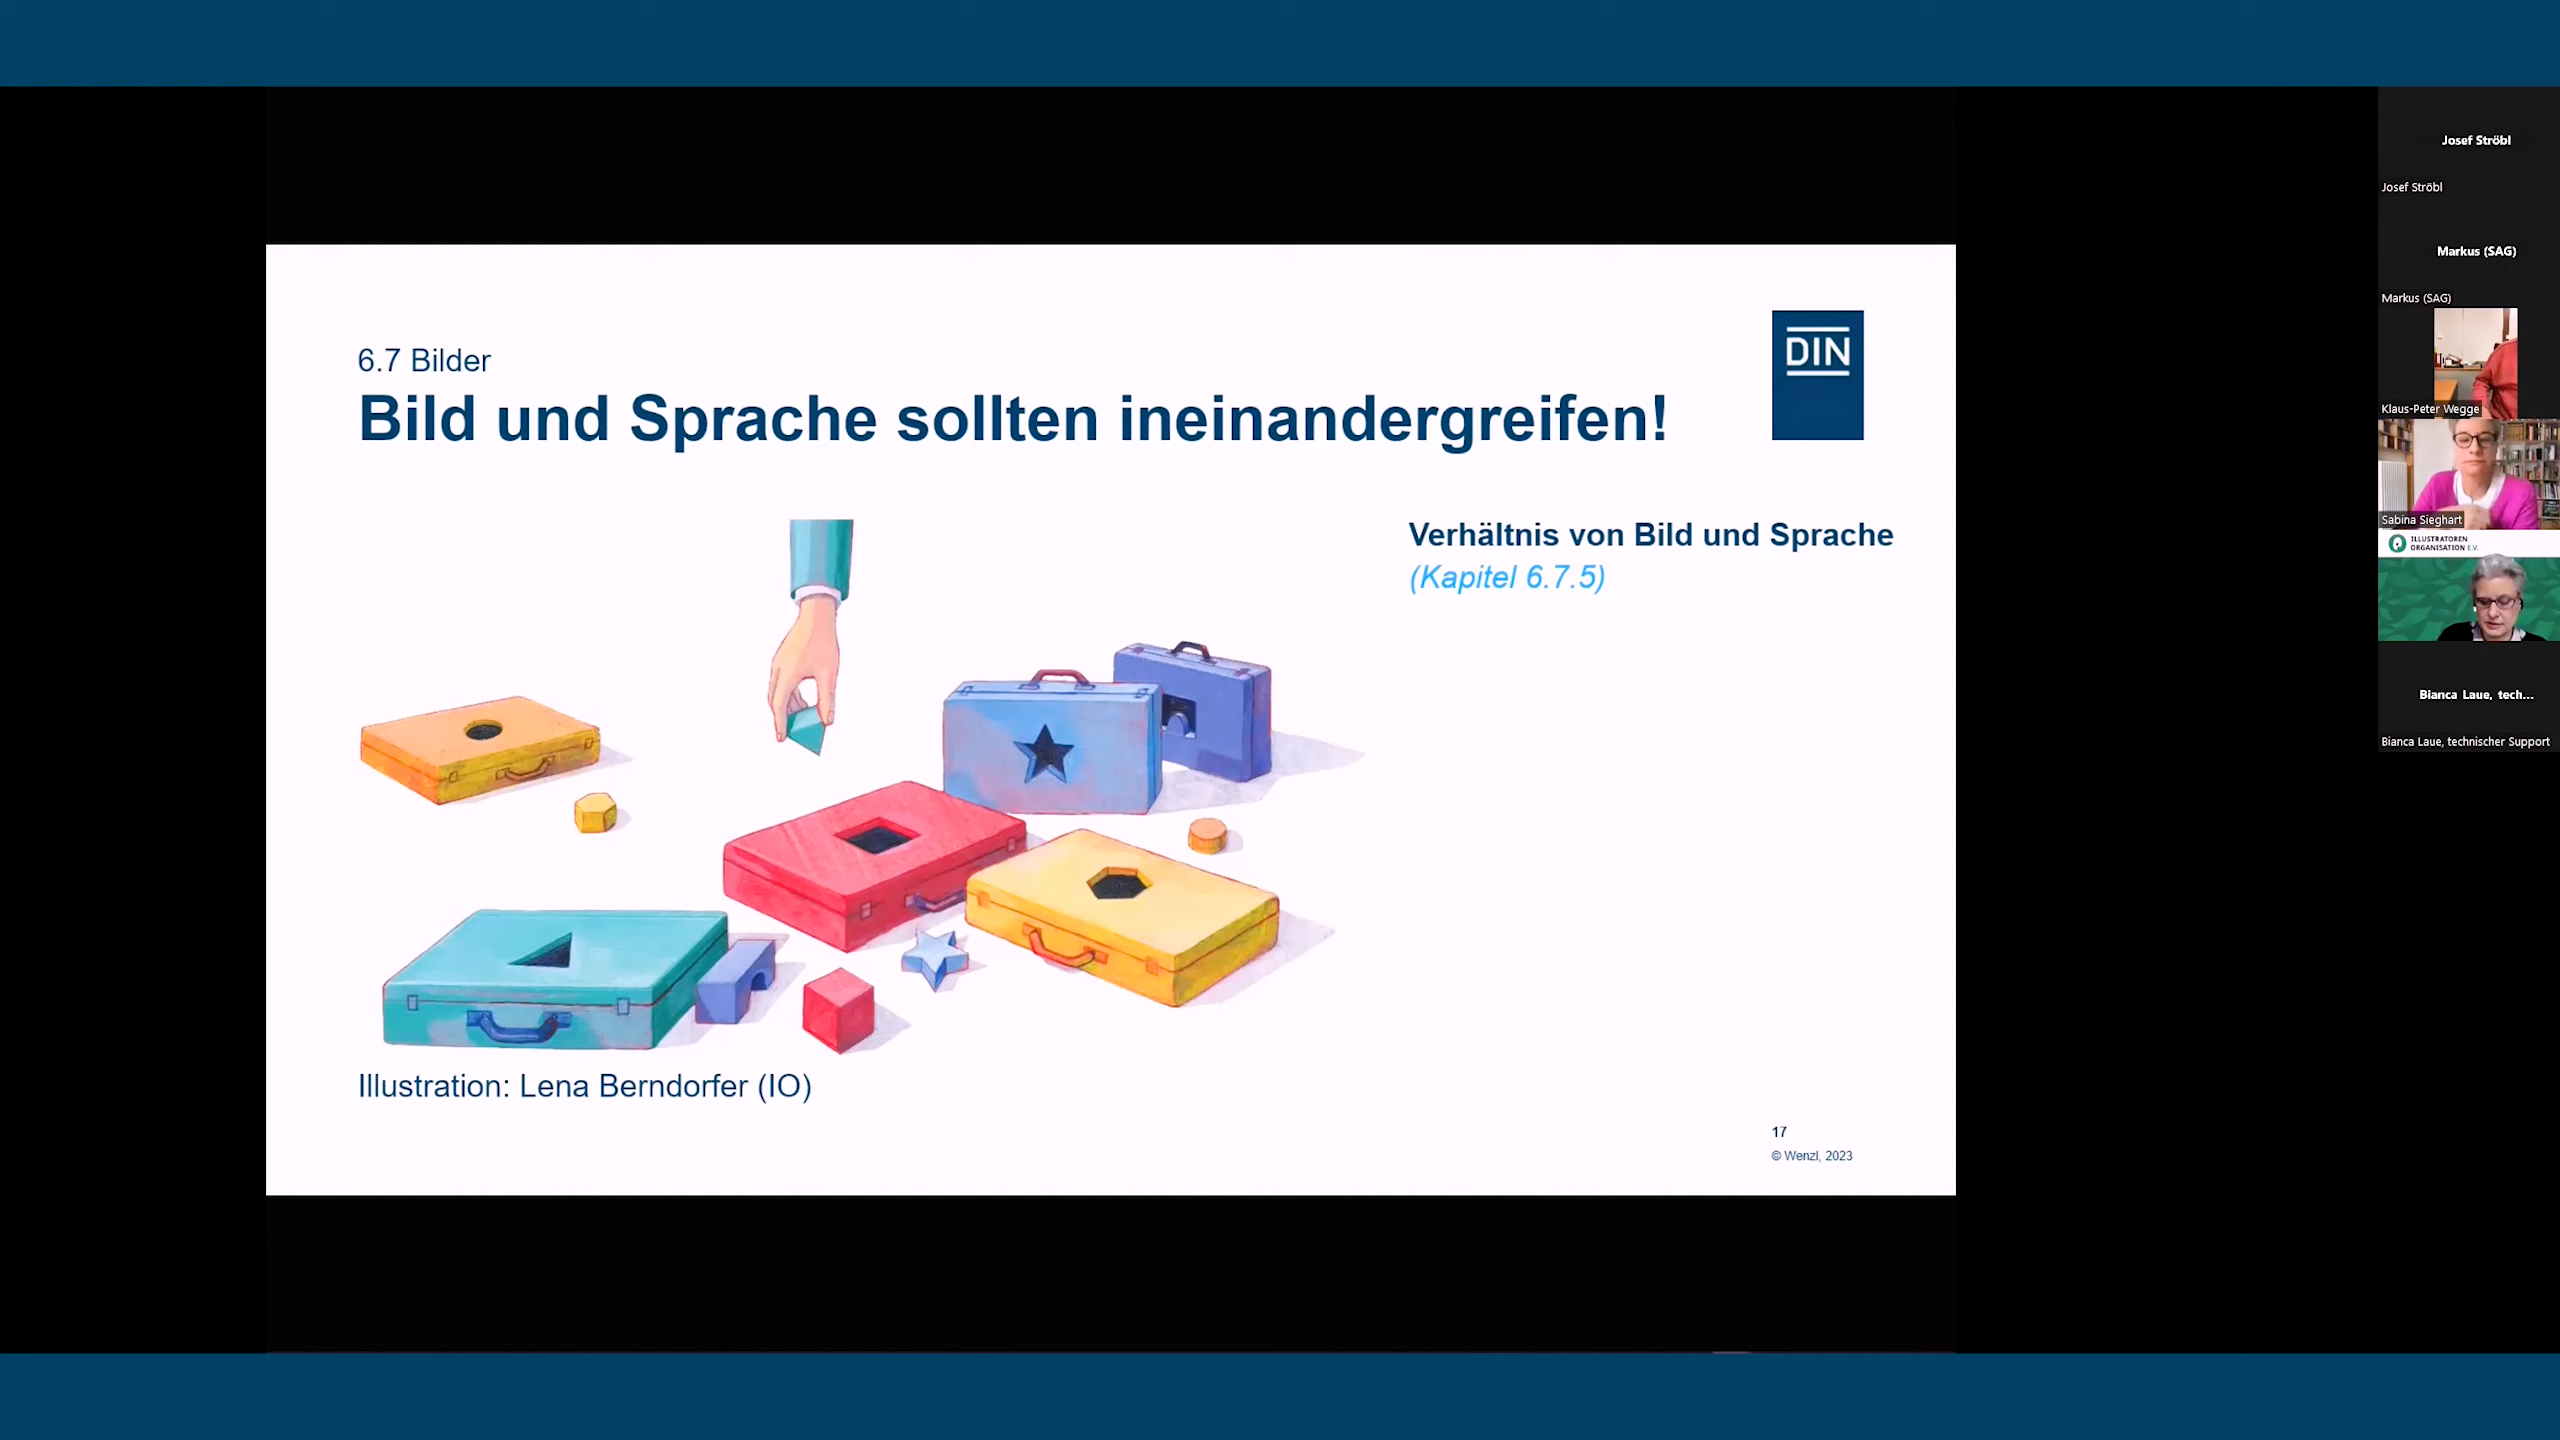 6.7 Bilder
Bild und Sprache sollten ineinandergreifen!
DIN
Verhältnis von Bild und Sprache
(Kapitel 6.7.5)
Illustration: Lena Berndorfer (IO)
17
© Wenzl, 2023
Josef Ströbl
Josef Ströbl
Markus (SAG)
Markus (SAG)
Klaus-Peter Wegge
Sabina Sieghart
ILLUSTRATOREN
ORGANISATION E.V.
Bianca Laue, tech...
Bianca Laue, technischer Support